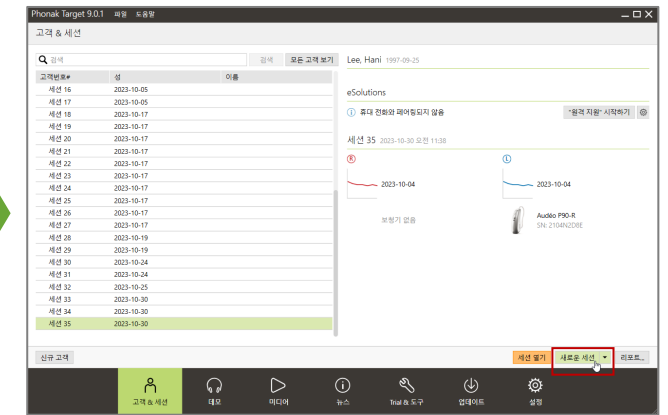 Phonak Target 9.0.1 파일 도움말
고객 & 세션
검색 검색 모든 고객 보기
고객번호# 성 이름
세션 16 2023-10-05
세션 17 2023-10-05
세션 18 2023-10-17
세션 19 2023-10-17
세션 20 2023-10-17
세션 21 2023-10-17
세션 22 2023-10-17
세션 23 2023-10-17
세션 24 2023-10-17
세션 25 2023-10-17
세션 26 2023-10-17
세션 27 2023-10-17
세션 28 2023-10-19
세션 29 2023-10-19
세션 30 2023-10-24
세션 31 2023-10-24
세션 32 2023-10-25
세션 33 2023-10-30
세션 34 2023-10-30
세션 35 2023-10-30
Lee, Hani 1997-09-25
eSolutions
휴대 전화와 페어링되지 않음 "원격 지원" 시작하기
세션 35 2023-10-30 오전 11:38
R L
2023-10-04 2023-10-04
보청기 없음
Audéo P90-R
SN: 2104N2D8E
신규 고객 세션 열기 새로운 세션 리포트...
고객 & 세션 데모 미디어 뉴스 Trial & 도구 업데이트 설정